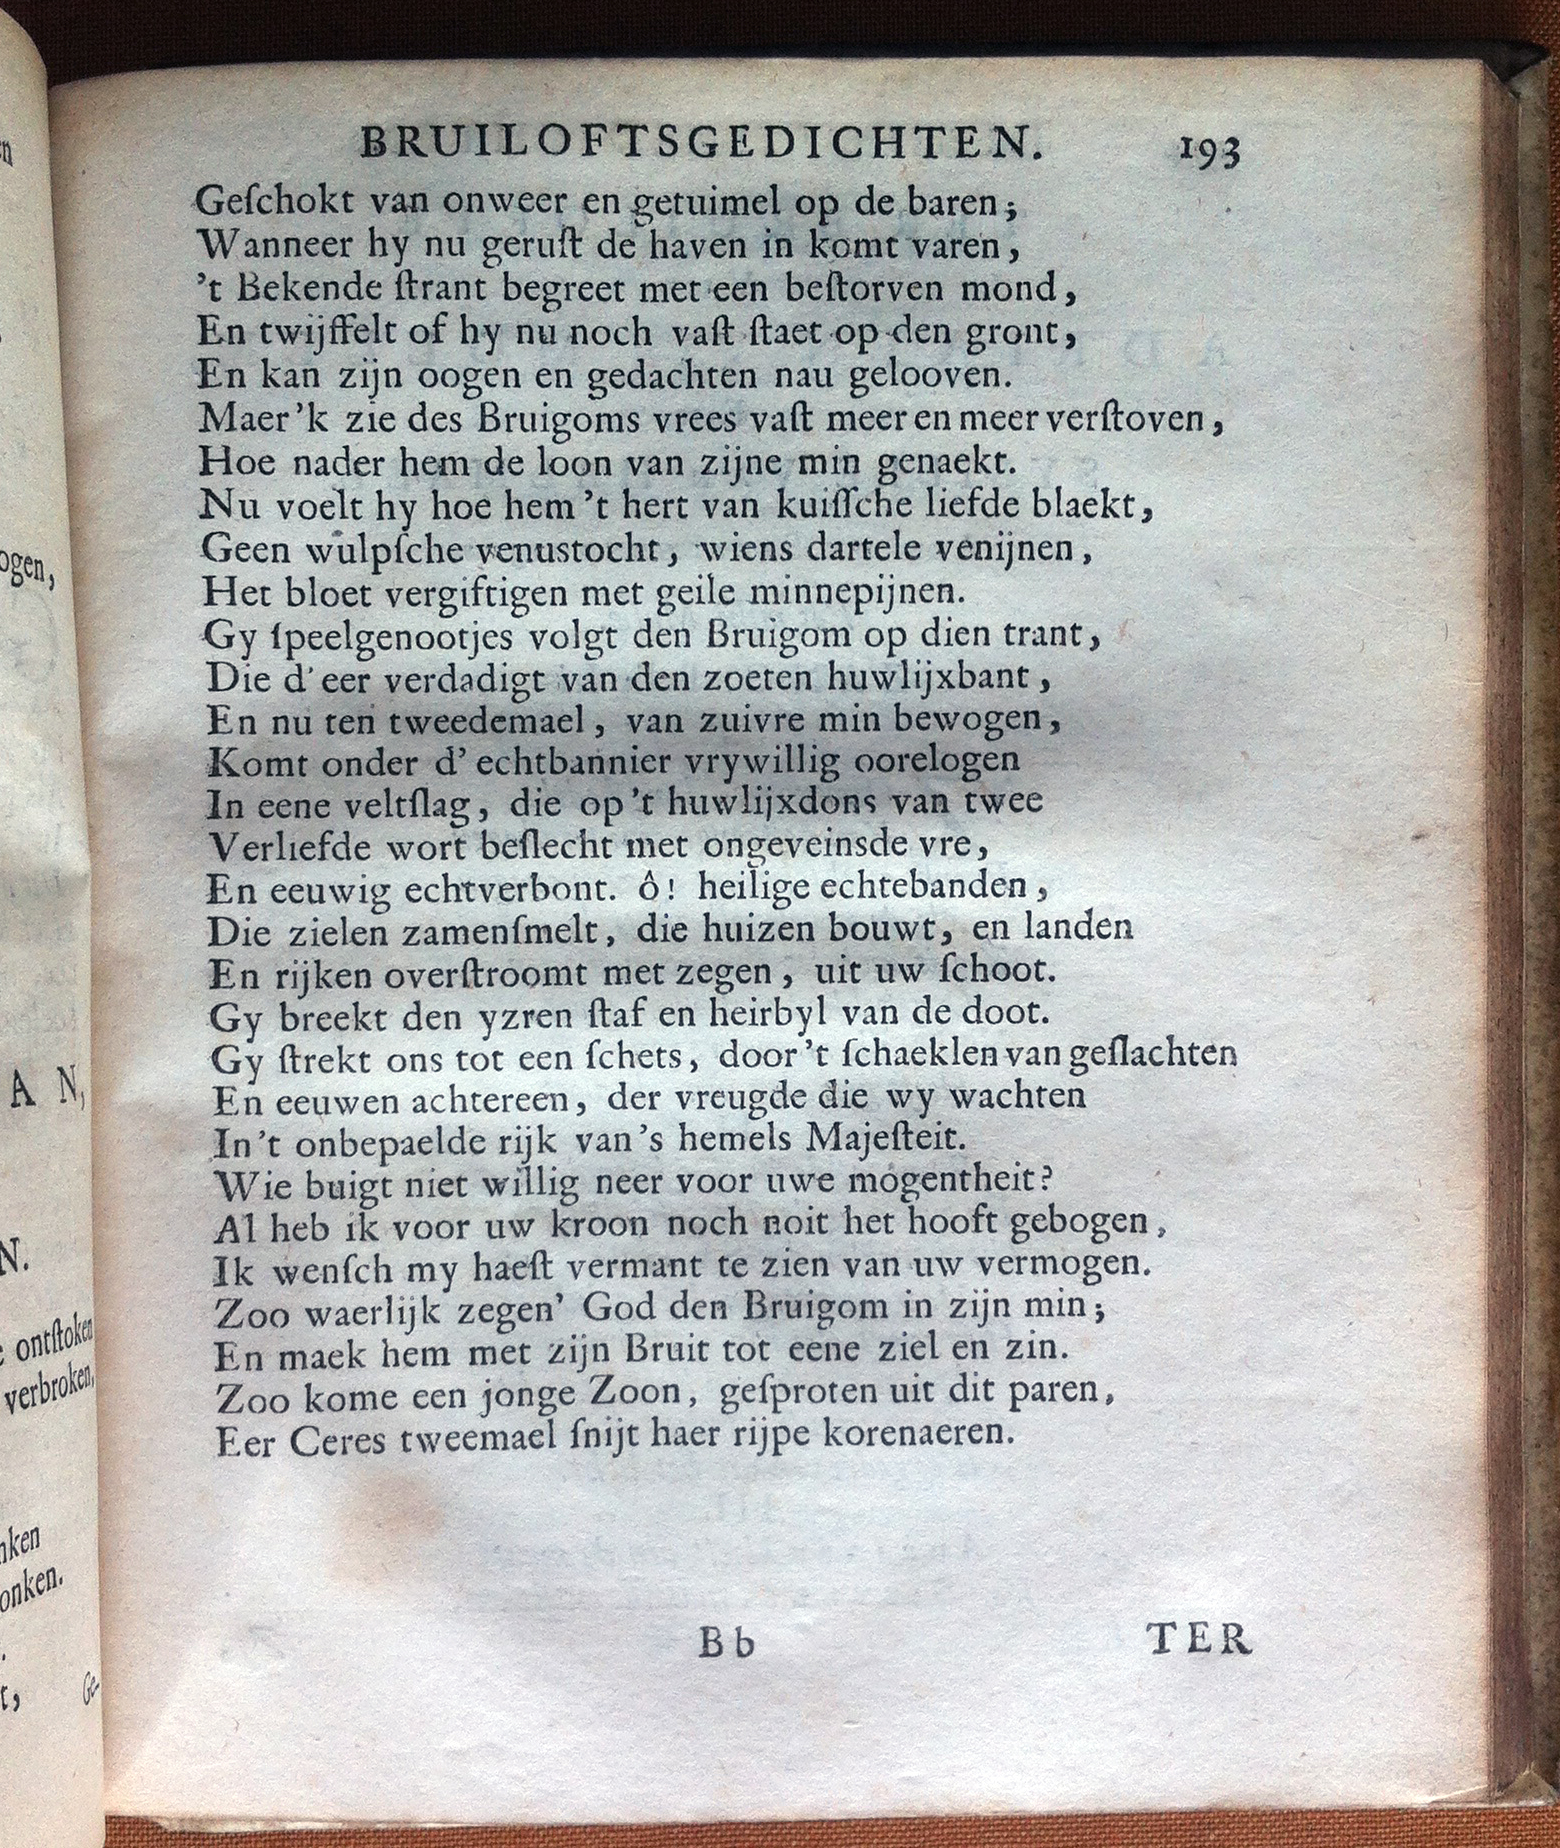 BRUILOFTSGEDICHTEN. 193
Geſchokt van onweer en getuimel op de baren;
Wanneer hy nu geruſt de haven in komt varen,
't Bekende ſtrant begreet met een beſtorven mond,
En twijffelt of hy nu noch vaſt ſtaet op den gront,
En kan zijn oogen en gedachten nau gelooven.
Maer 'k zie des Bruigoms vrees vaſt meer en meer verſtoven,
Hoe nader hem de loon van zijne min genaekt.
Nu voelt hy hoe hem 't hert van kuiſſche liefde blaekt,
Geen wulpſche venustocht, wiens dartele venijnen,
Het bloet vergiftigen met geile minnepijnen.
Gy ſpeelgenootjes volgt den Bruigom op dien trant,
Die d' eer verdadigt van den zoeten huwlijxbant,
En nu ten tweedemael, van zuivre min bewogen,
Komt onder d' echtbannier vrywillig oorelogen
In eene veltſlag, die op 't huwlijxdons van twee
Verliefde wort beſlecht met ongeveinsde vre,
En eeuwig echtverbont. ô! heilige echtebanden,
Die zielen zamenſmelt, die huizen bouwt, en landen
En rijken overſtroomt met zegen, uit uw ſchoot.
Gy breekt den yzren ſtaf en heirbyl van de doot.
Gy ſtrekt ons tot een ſchets, door 't ſchaeklen van geſlachten
En eeuwen achtereen, der vreugde die wy wachten
In 't onbepaelde rijk van 's hemels Majeſteit.
Wie buigt niet willig neer voor uwe mogentheit?
Al heb ik voor uw kroon noch noit het hooft gebogen,
Ik wenſch my haeſt vermant te zien van uw vermogen.
Zoo waerlijk zegen' God den Bruigom in zijn min;
En maek hem met zijn Bruit tot eene ziel en zin.
Zoo kome een jonge Zoon, geſproten uit dit paren,
Eer Ceres tweemael ſnijt haer rijpe korenaeren.
Bb TER
ogen,
AN,
N.
ontſtoken
verbroken,
nken
onken.
t,
Ge-